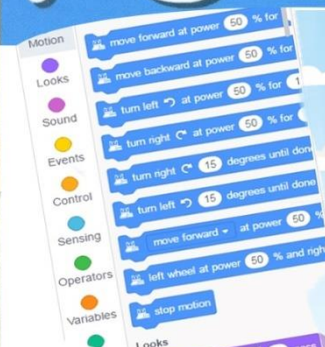 Motion
Looks
Sound
Events
Control
Sensing
Operators
Variables
move forward at power 50 % for
move backward at power 50 % for
turn left at power 50 % for 1
turn right at power 50 % for
turn right 15 degrees until done
turn left 15 degrees until done
move forward at power 50 %
left wheel at power 50 % and righ
stop motion
Looks